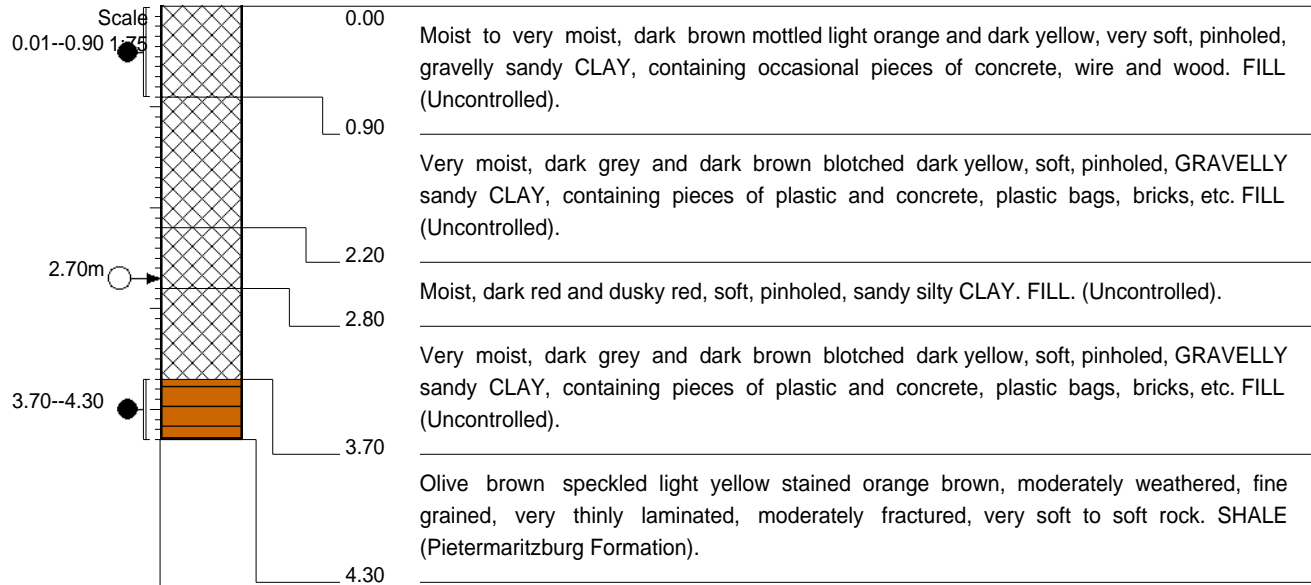 Scale
0.01--0.90 1:75
0.00
Moist to very moist, dark brown mottled light orange and dark yellow, very soft, pinholed,
gravelly sandy CLAY, containing occasional pieces of concrete, wire and wood. FILL
(Uncontrolled).
0.90
Very moist, dark grey and dark brown blotched dark yellow, soft, pinholed, GRAVELLY
sandy CLAY, containing pieces of plastic and concrete, plastic bags, bricks, etc. FILL
(Uncontrolled).
2.20
2.70m
Moist, dark red and dusky red, soft, pinholed, sandy silty CLAY. FILL. (Uncontrolled).
2.80
Very moist, dark grey and dark brown blotched dark yellow, soft, pinholed, GRAVELLY
sandy CLAY, containing pieces of plastic and concrete, plastic bags, bricks, etc. FILL
(Uncontrolled).
3.70--4.30
3.70
Olive brown speckled light yellow stained orange brown, moderately weathered, fine
grained, very thinly laminated, moderately fractured, very soft to soft rock. SHALE
(Pietermaritzburg Formation).
4.30